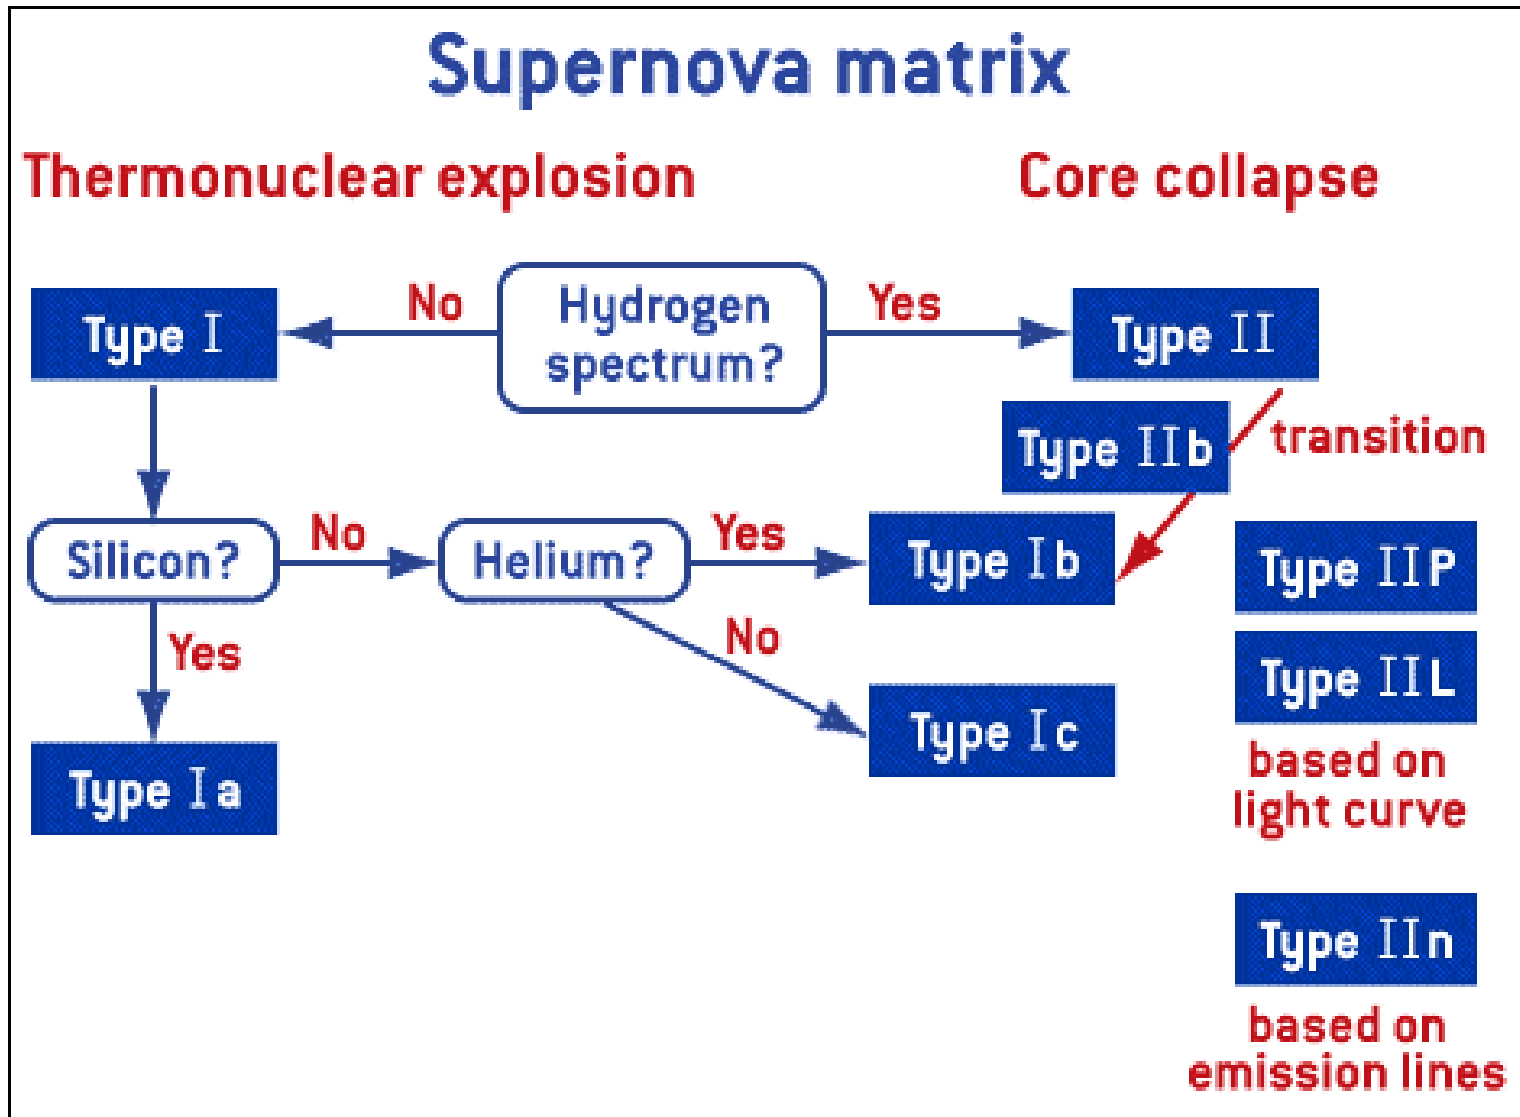 Supernova matrix
Thermonuclear explosion
Core collapse
Type I
No
Hydrogen
spectrum?
Yes
Type II
Type IIb
transition
Silicon?
No
Helium?
Yes
Type Ib
Type IIP
Yes
No
Type IIL
Type Ic
Type Ia
based on
light curve
Type IIn
based on
emission lines